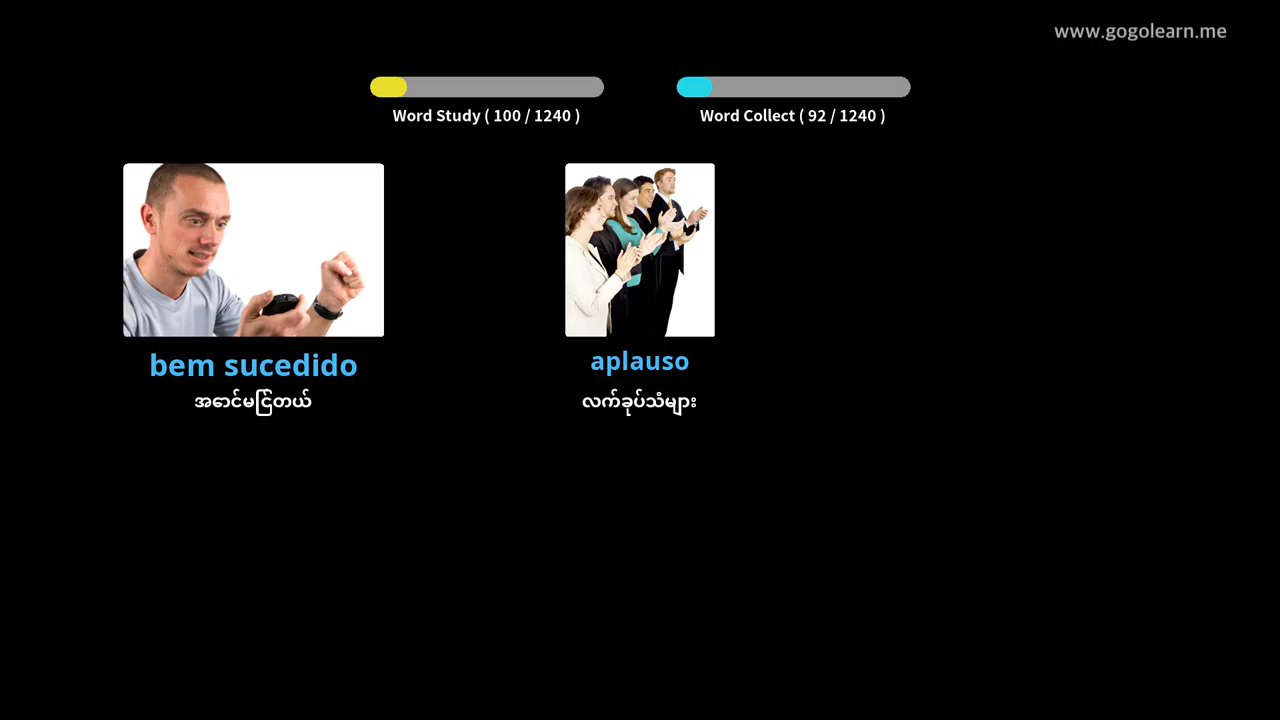 www.gogolearn.me
Word Study ( 100 / 1240 )
Word Collect ( 92 / 1240 )
bem sucedido
အောင်မြင်တယ်
aplauso
လက်ခုပ်သံများ